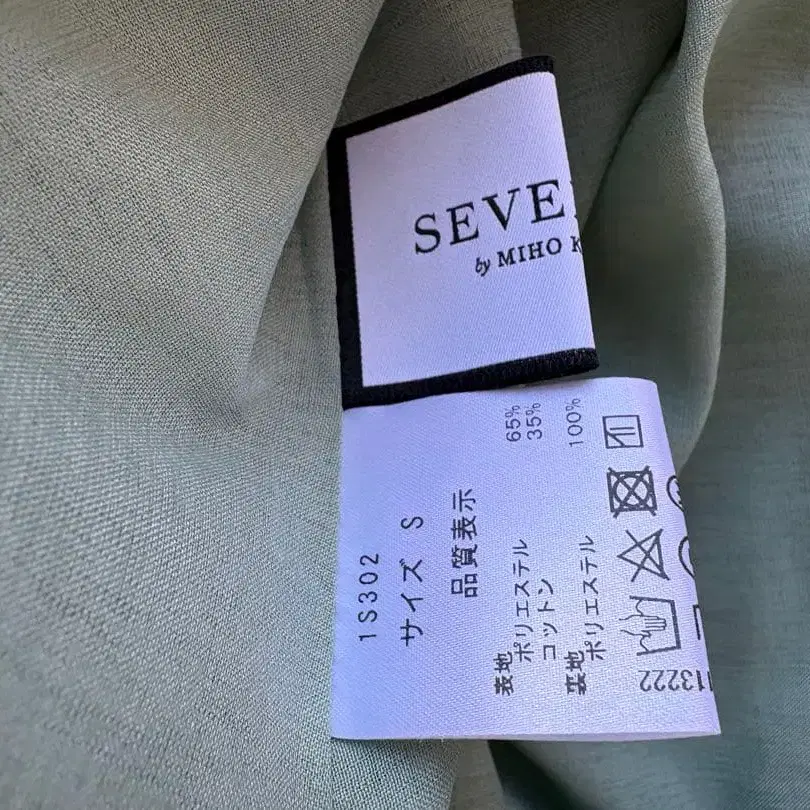 SEVE
by MIHO K
1S302
サイズ S
品質表示
表地
ポリエステル 65%
コットン 35%
裏地
ポリエステル 100%
113222